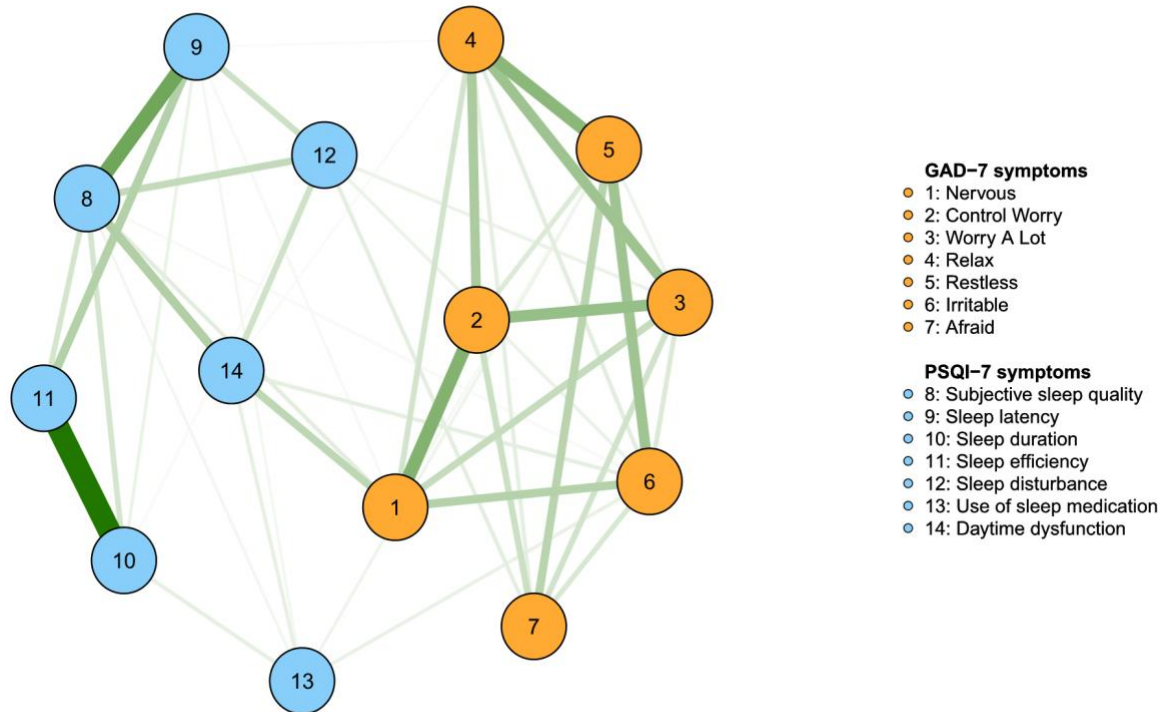 9
4
12
5
8
2
3
14
11
6
1
10
7
13
GAD−7 symptoms
1: Nervous
2: Control Worry
3: Worry A Lot
4: Relax
5: Restless
6: Irritable
7: Afraid
PSQI−7 symptoms
8: Subjective sleep quality
9: Sleep latency
10: Sleep duration
11: Sleep efficiency
12: Sleep disturbance
13: Use of sleep medication
14: Daytime dysfunction